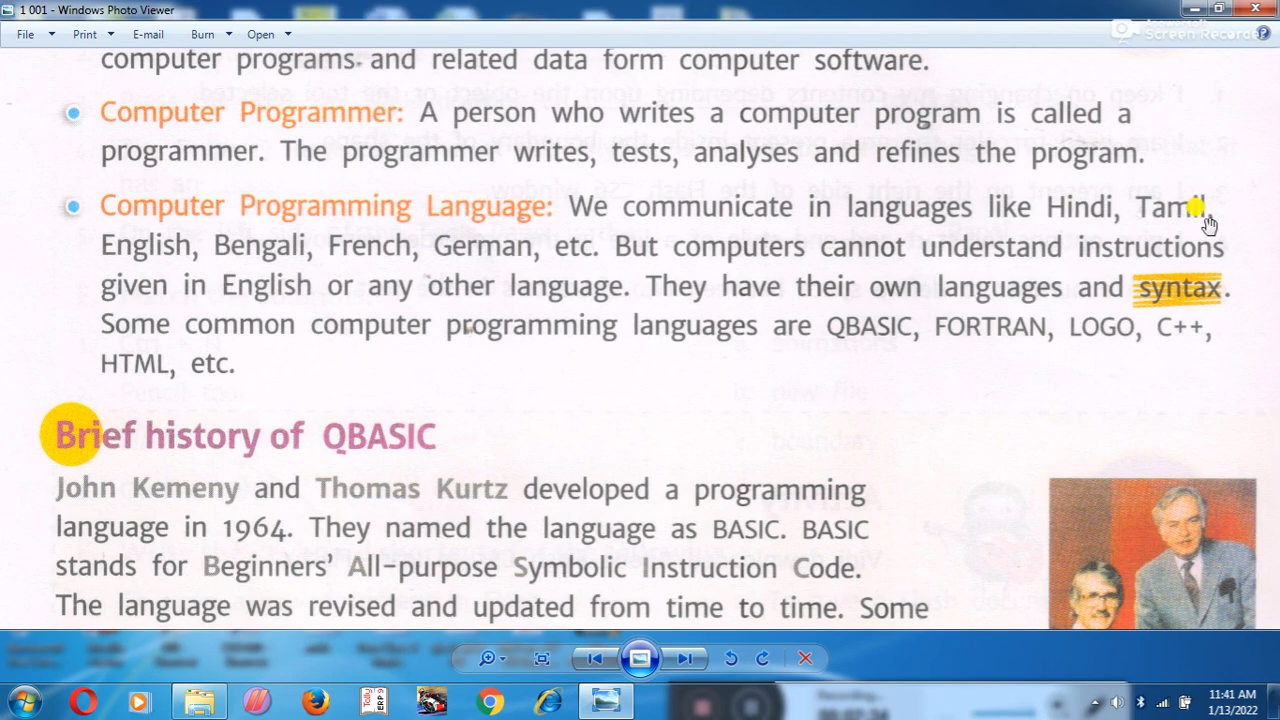 1 001 - Windows Photo Viewer
File Print E-mail Burn Open
Screen Recorder
computer programs and related data form computer software.
Computer Programmer: A person who writes a computer program is called a
programmer. The programmer writes, tests, analyses and refines the program.
Computer Programming Language: We communicate in languages like Hindi, Tamil,
English, Bengali, French, German, etc. But computers cannot understand instructions
given in English or any other language. They have their own languages and syntax.
Some common computer programming languages are QBASIC, FORTRAN, LOGO, C++,
HTML, etc.
Brief history of QBASIC
John Kemeny and Thomas Kurtz developed a programming
language in 1964. They named the language as BASIC. BASIC
stands for Beginners' All-purpose Symbolic Instruction Code.
The language was revised and updated from time to time. Some
Tally
ERP 9
Recording...
11:41 AM
1/13/2022